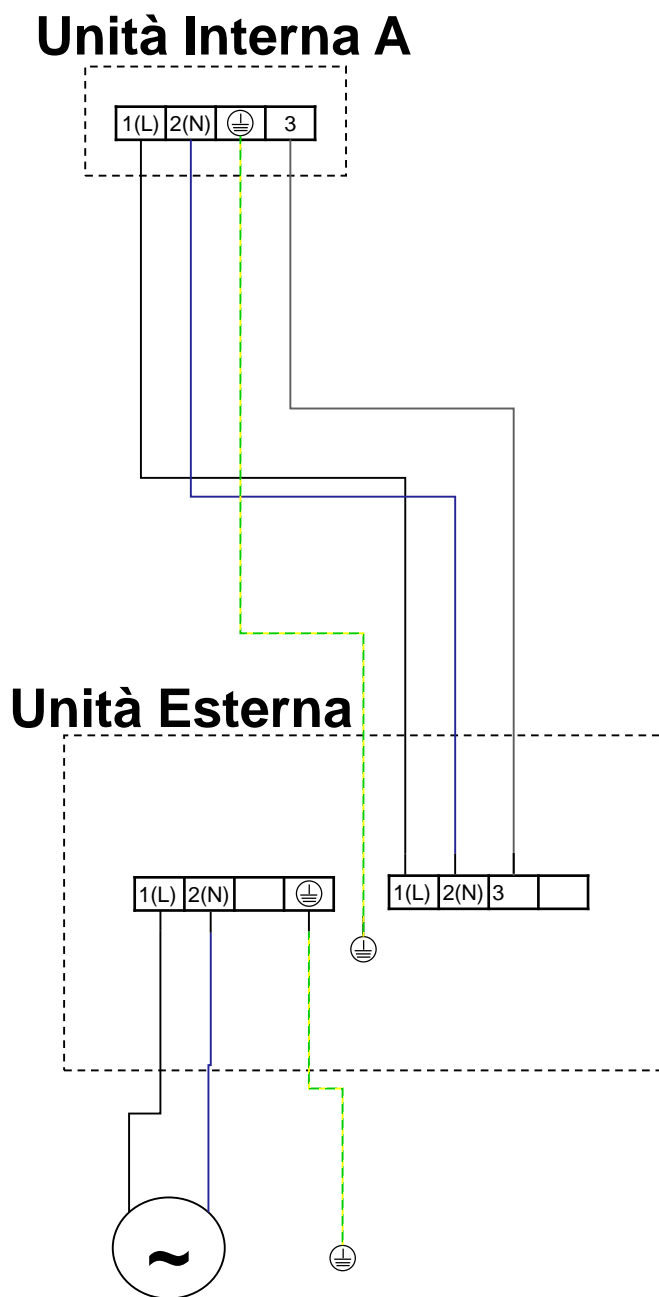 Unità Interna A
1(L) 2(N) 3
Unità Esterna
1(L) 2(N)
1(L) 2(N) 3
~